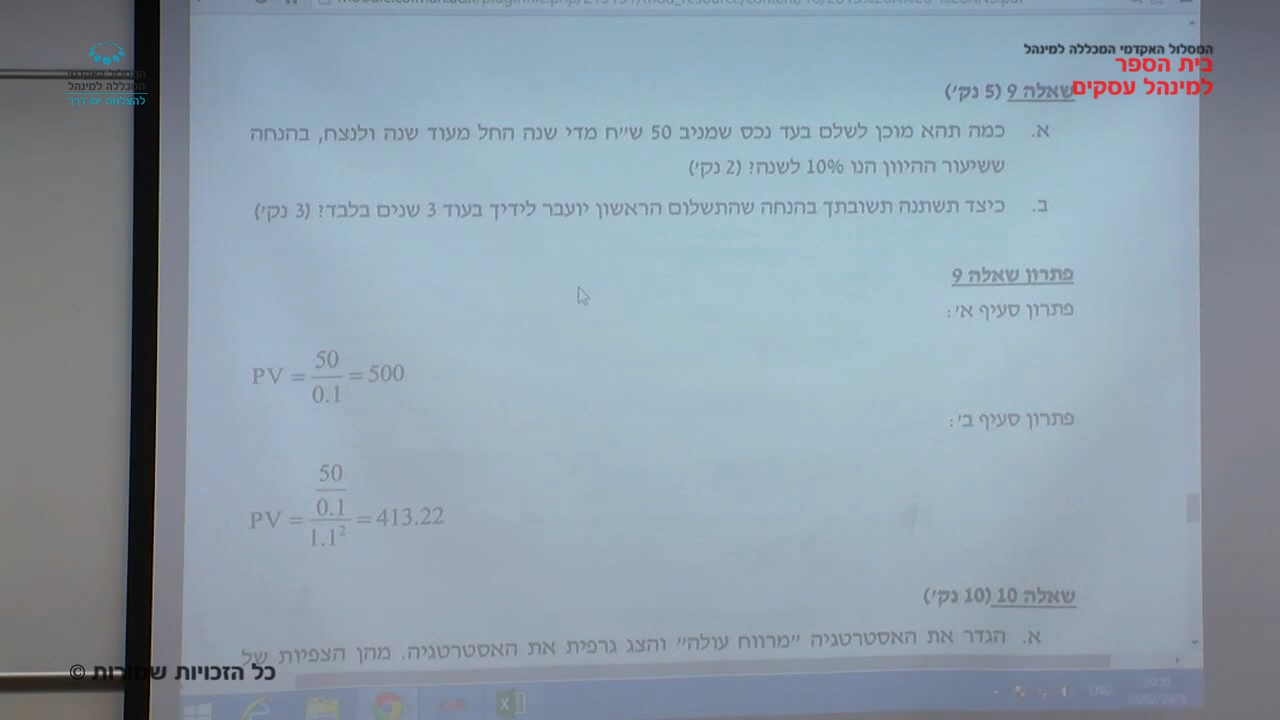 המסלול האקדמי המכללה למינהל
בית הספר
למינהל עסקים
המסלול האקדמי
המכללה למינהל
להצלחה יש דרך
שאלה 9 (5 נק')
א. כמה תהא מוכן לשלם בעד נכס שמניב 50 ש"ח מדי שנה החל מעוד שנה ולנצח, בהנחה
ששיעור ההיוון הנו 10% לשנה? (2 נק')
ב. כיצד תשתנה תשובתך בהנחה שהתשלום הראשון יועבר לידיך בעוד 3 שנים בלבד? (3 נק')
פתרון שאלה 9
פתרון סעיף א':
PV = 50 / 0.1 = 500
פתרון סעיף ב':
PV = 50 / 0.1 / 1.1² = 413.22
שאלה 10 (10 נק')
א. הגדר את האסטרטגיה "מרווח עולה" והצג גרפית את האסטרטגיה. מהן הצפיות של
© כל הזכויות שמורות
ENG